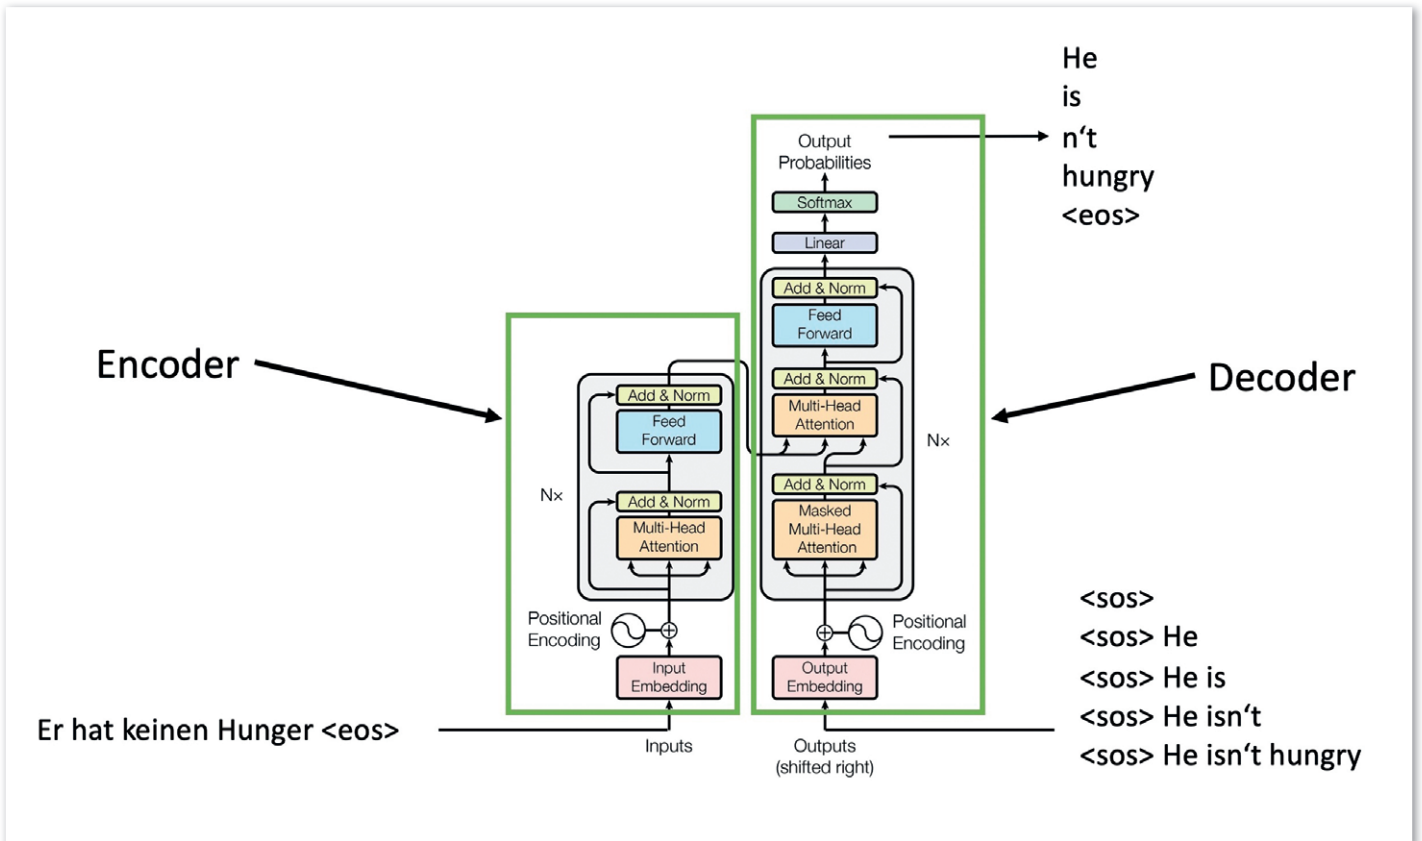 He
is
n‘t
hungry
<eos>
Output
Probabilities
Softmax
Linear
Add & Norm
Feed
Forward
Add & Norm
Multi-Head
Attention
Nx
Add & Norm
Masked
Multi-Head
Attention
Positional
Encoding
Output
Embedding
Outputs
(shifted right)
Decoder
Encoder
Add & Norm
Feed
Forward
Nx
Add & Norm
Multi-Head
Attention
Positional
Encoding
Input
Embedding
Inputs
Er hat keinen Hunger <eos>
<sos>
<sos> He
<sos> He is
<sos> He isn‘t
<sos> He isn‘t hungry